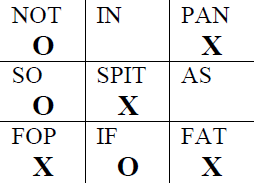 NOT IN PAN
O X
SO SPIT AS
O X
FOP IF FAT
X O X